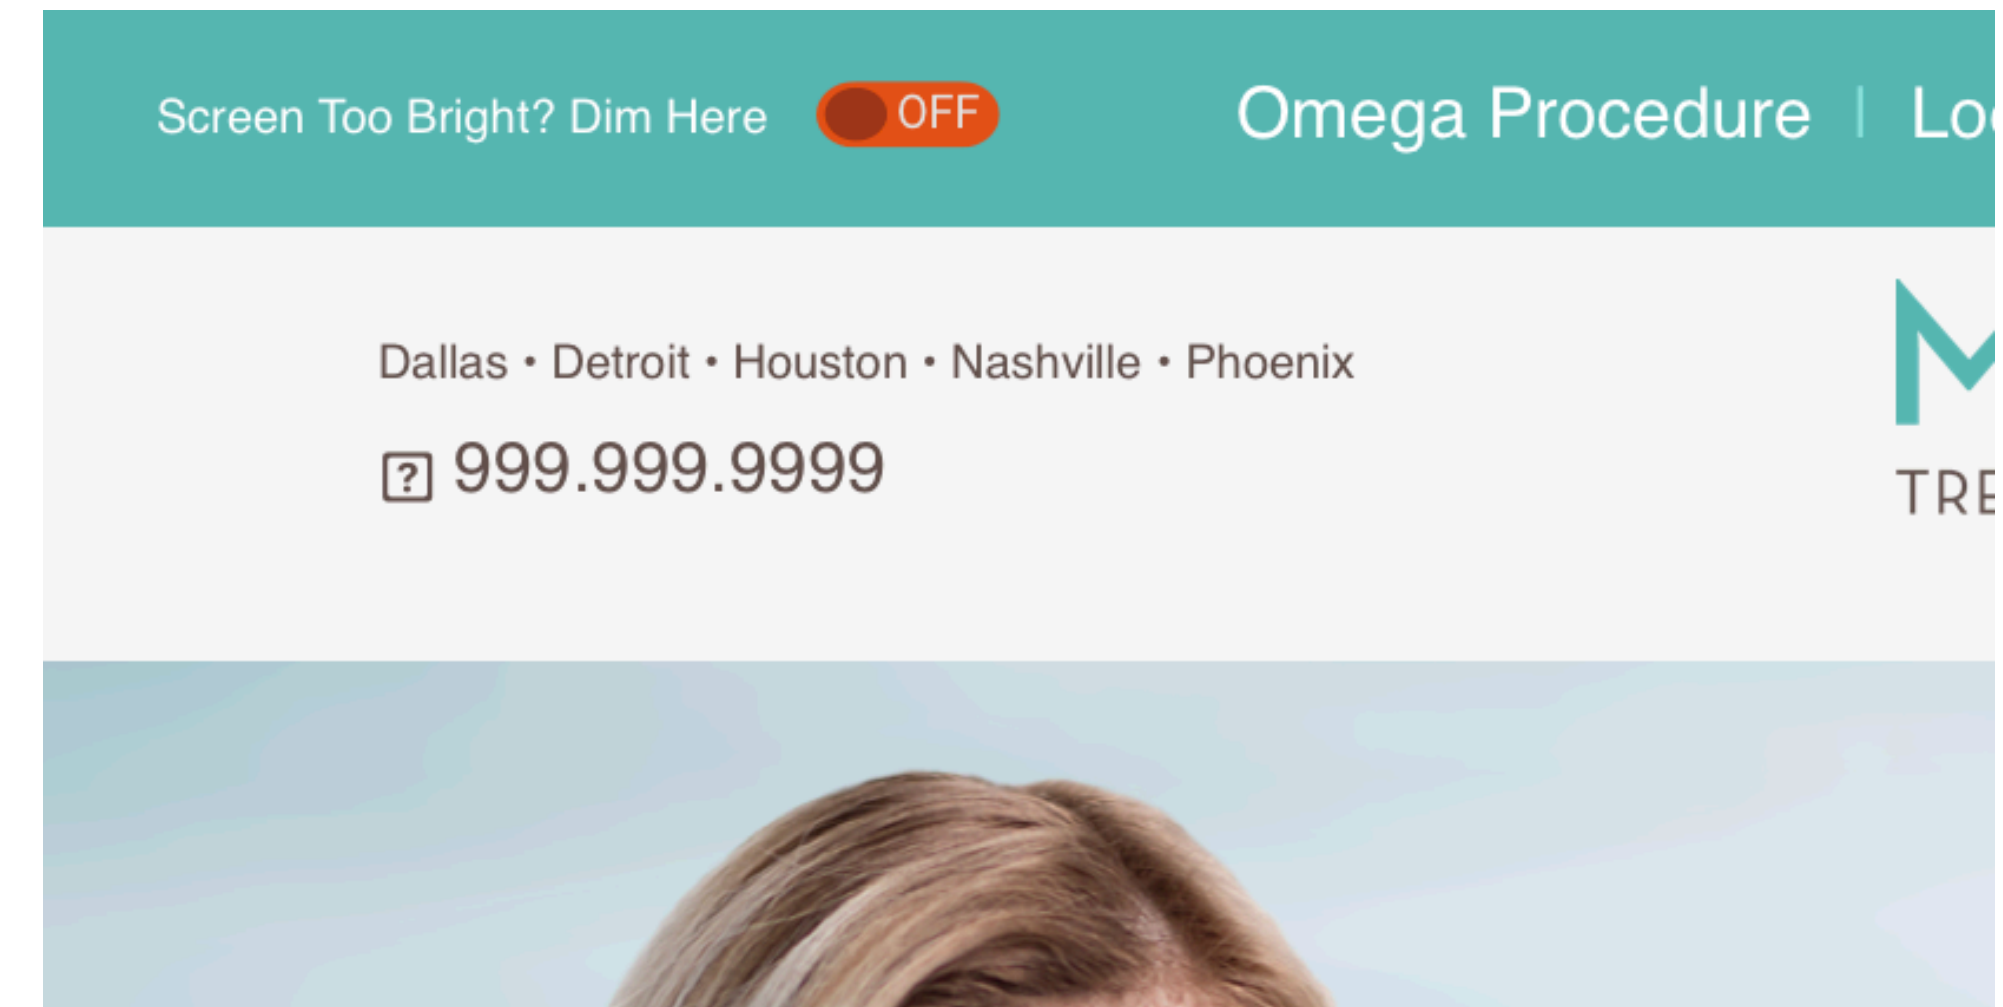 Screen Too Bright? Dim Here OFF Omega Procedure
Dallas • Detroit • Houston • Nashville • Phoenix
? 999.999.9999